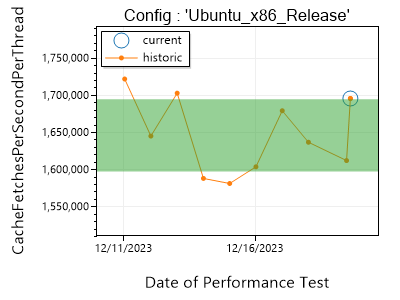 Config : 'Ubuntu_x86_Release'
CacheFetchesPerSecondPerThread
current
historic
1,750,000
1,700,000
1,650,000
1,600,000
1,550,000
12/11/2023
12/16/2023
Date of Performance Test